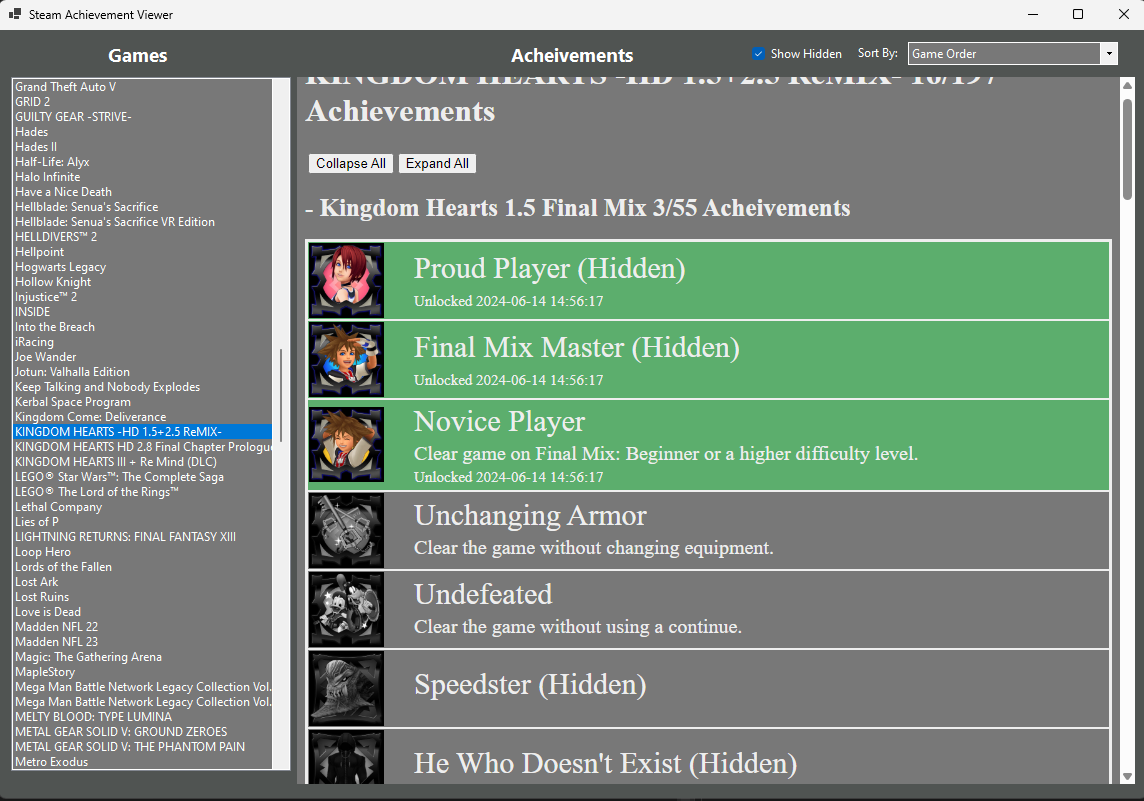 Steam Achievement Viewer
Games
Acheivements
Show Hidden
Sort By:
Game Order
Grand Theft Auto V
GRID 2
GUILTY GEAR -STRIVE-
Hades
Hades II
Half-Life: Alyx
Halo Infinite
Have a Nice Death
Hellblade: Senua's Sacrifice
Hellblade: Senua's Sacrifice VR Edition
HELLDIVERS™ 2
Hellpoint
Hogwarts Legacy
Hollow Knight
Injustice™ 2
INSIDE
Into the Breach
iRacing
Joe Wander
Jotun: Valhalla Edition
Keep Talking and Nobody Explodes
Kerbal Space Program
Kingdom Come: Deliverance
KINGDOM HEARTS -HD 1.5+2.5 ReMIX-
KINGDOM HEARTS HD 2.8 Final Chapter Prologue
KINGDOM HEARTS III + Re Mind (DLC)
LEGO® Star Wars™: The Complete Saga
LEGO® The Lord of the Rings™
Lethal Company
Lies of P
LIGHTNING RETURNS: FINAL FANTASY XIII
Loop Hero
Lords of the Fallen
Lost Ark
Lost Ruins
Love is Dead
Madden NFL 22
Madden NFL 23
Magic: The Gathering Arena
MapleStory
Mega Man Battle Network Legacy Collection Vol.
Mega Man Battle Network Legacy Collection Vol.
MELTY BLOOD: TYPE LUMINA
METAL GEAR SOLID V: GROUND ZEROES
METAL GEAR SOLID V: THE PHANTOM PAIN
Metro Exodus
KINGDOM HEARTS -HD 1.5+2.5 ReMIX-
Achievements
Collapse All
Expand All
- Kingdom Hearts 1.5 Final Mix 3/55 Acheivements
Proud Player (Hidden)
Unlocked 2024-06-14 14:56:17
Final Mix Master (Hidden)
Unlocked 2024-06-14 14:56:17
Novice Player
Clear game on Final Mix: Beginner or a higher difficulty level.
Unlocked 2024-06-14 14:56:17
Unchanging Armor
Clear the game without changing equipment.
Undefeated
Clear the game without using a continue.
Speedster (Hidden)
He Who Doesn't Exist (Hidden)